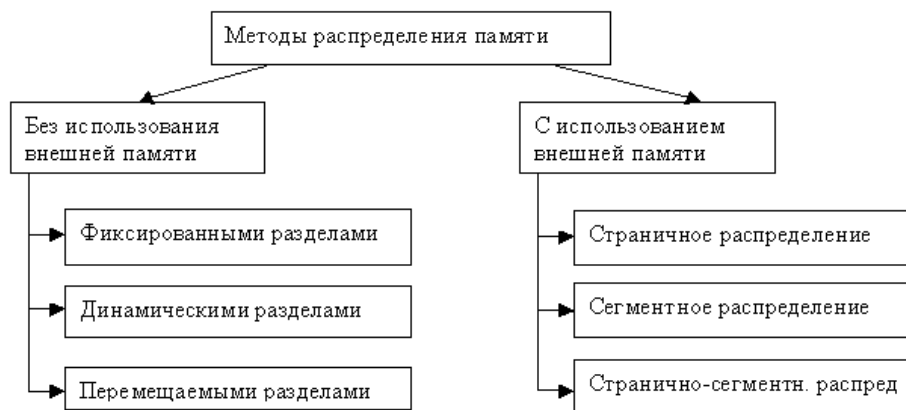 Методы распределения памяти
Без использования
внешней памяти
С использованием
внешней памяти
Фиксированными разделами
Динамическими разделами
Перемещаемыми разделами
Страничное распределение
Сегментное распределение
Странично-сегментн. распред